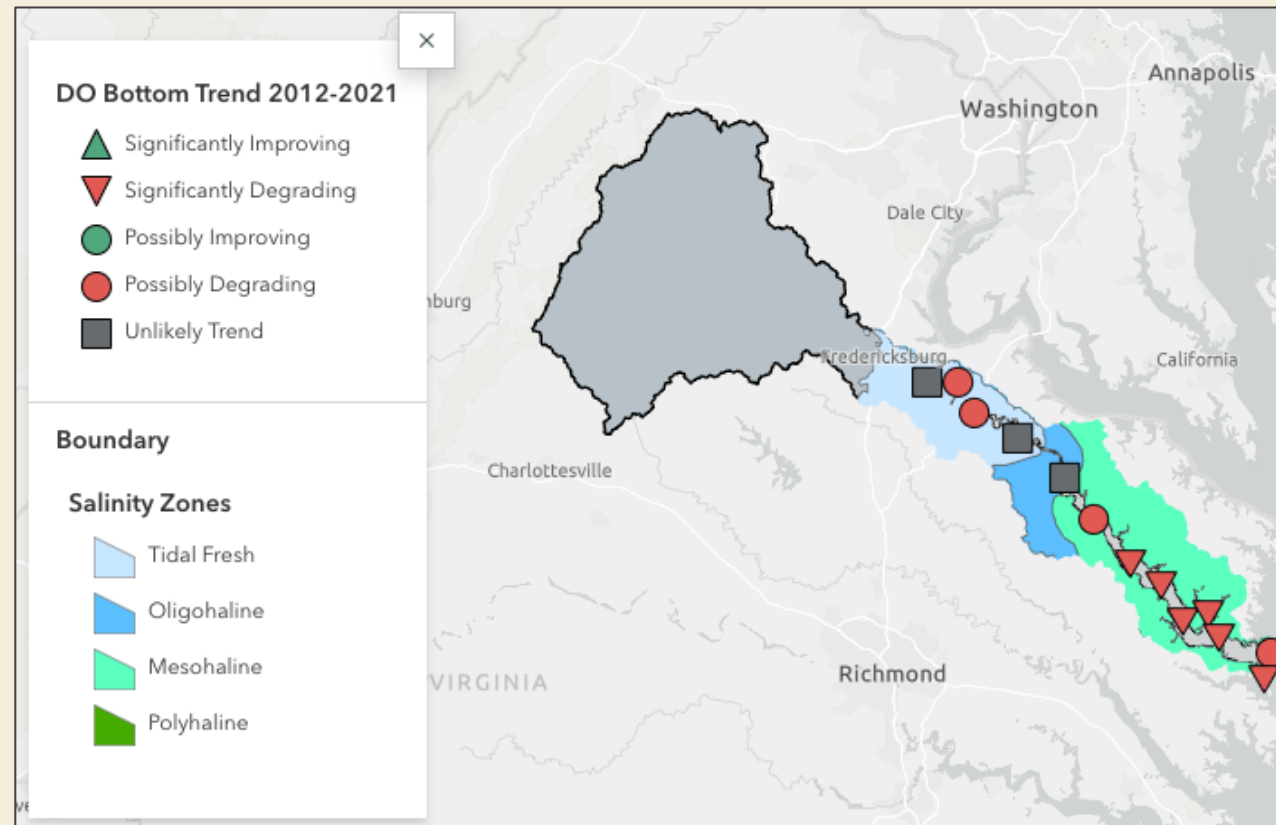 DO Bottom Trend 2012-2021
Significantly Improving
Significantly Degrading
Possibly Improving
Possibly Degrading
Unlikely Trend
Boundary
Salinity Zones
Tidal Fresh
Oligohaline
Mesohaline
Polyhaline
Annapolis
Washington
Dale City
nburg
Fredericksburg
California
Charlottesville
Richmond
VIRGINIA